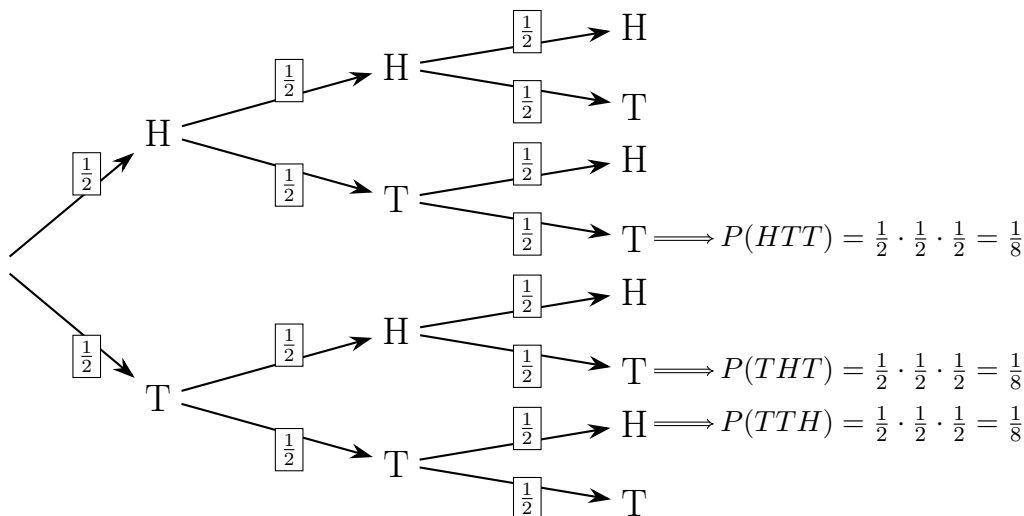 1/2 H
H
1/2
1/2 T
H
1/2 H
1/2
1/2
T
1/2 T ⟹ P(HTT) = 1/2 · 1/2 · 1/2 = 1/8
1/2 H
H
1/2
1/2 T ⟹ P(THT) = 1/2 · 1/2 · 1/2 = 1/8
1/2
T
1/2 H ⟹ P(TTH) = 1/2 · 1/2 · 1/2 = 1/8
1/2
T
1/2 T